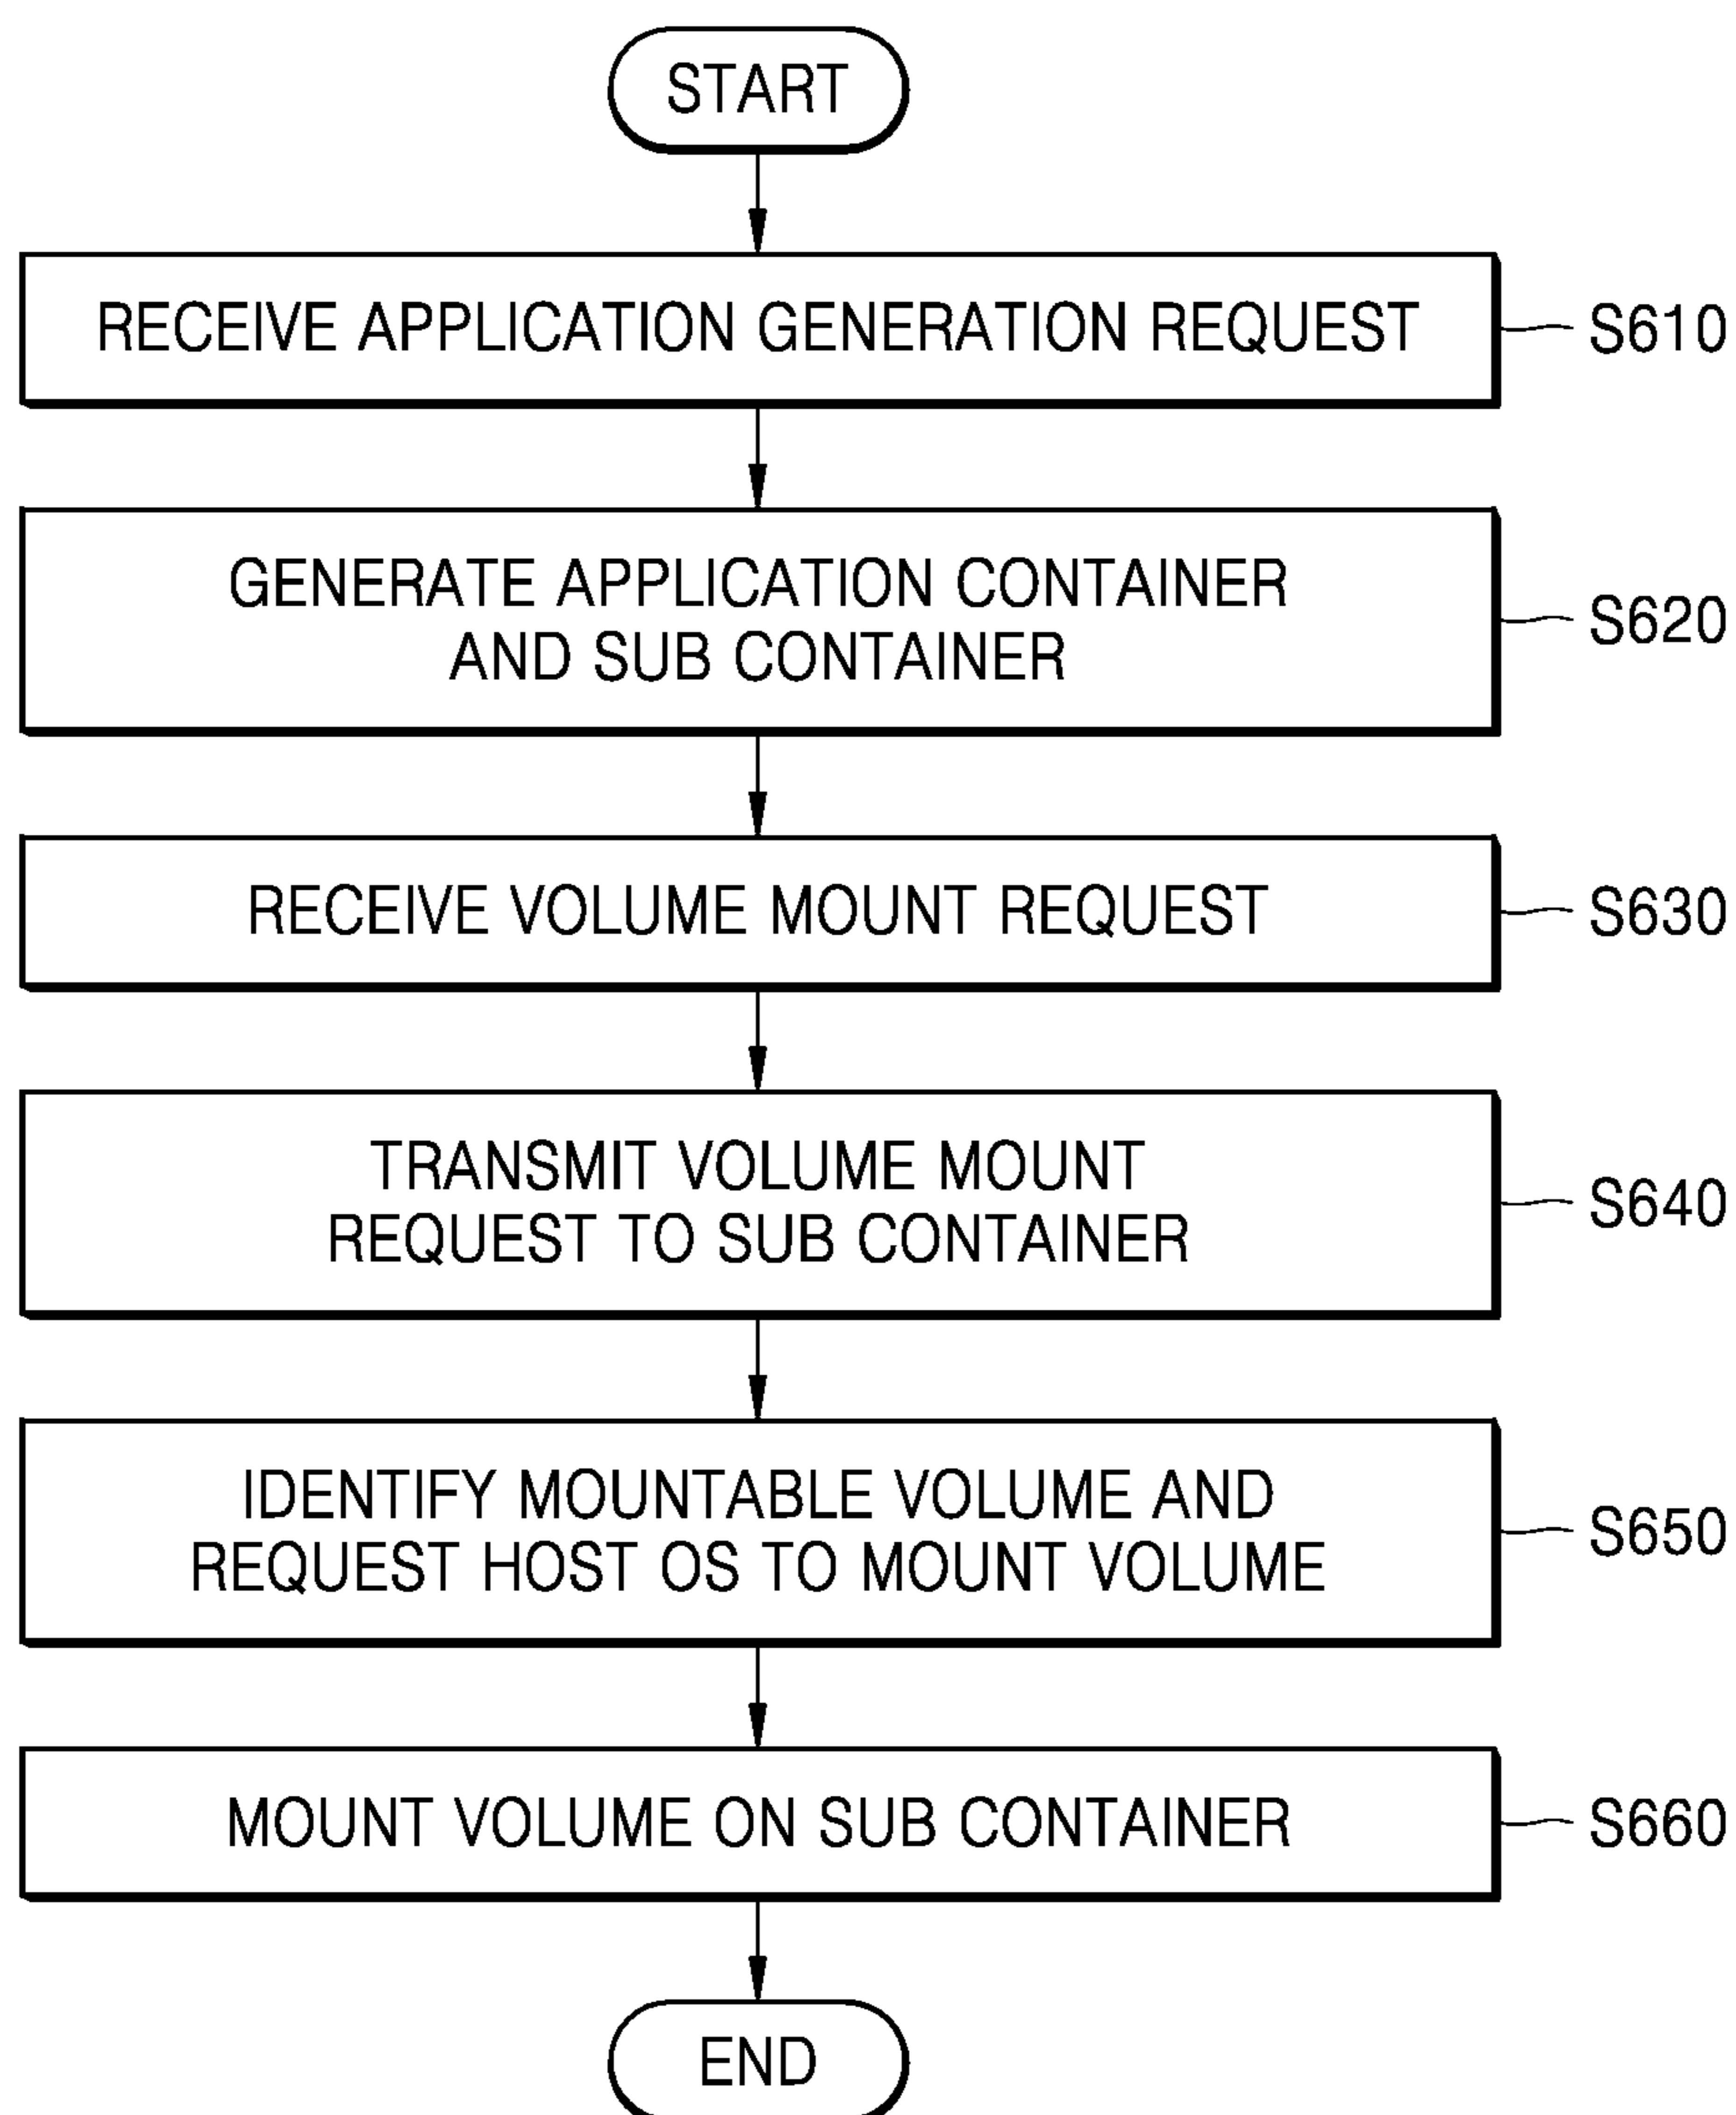 START
RECEIVE APPLICATION GENERATION REQUEST
S610
GENERATE APPLICATION CONTAINER
AND SUB CONTAINER
S620
RECEIVE VOLUME MOUNT REQUEST
S630
TRANSMIT VOLUME MOUNT
REQUEST TO SUB CONTAINER
S640
IDENTIFY MOUNTABLE VOLUME AND
REQUEST HOST OS TO MOUNT VOLUME
S650
MOUNT VOLUME ON SUB CONTAINER
S660
END